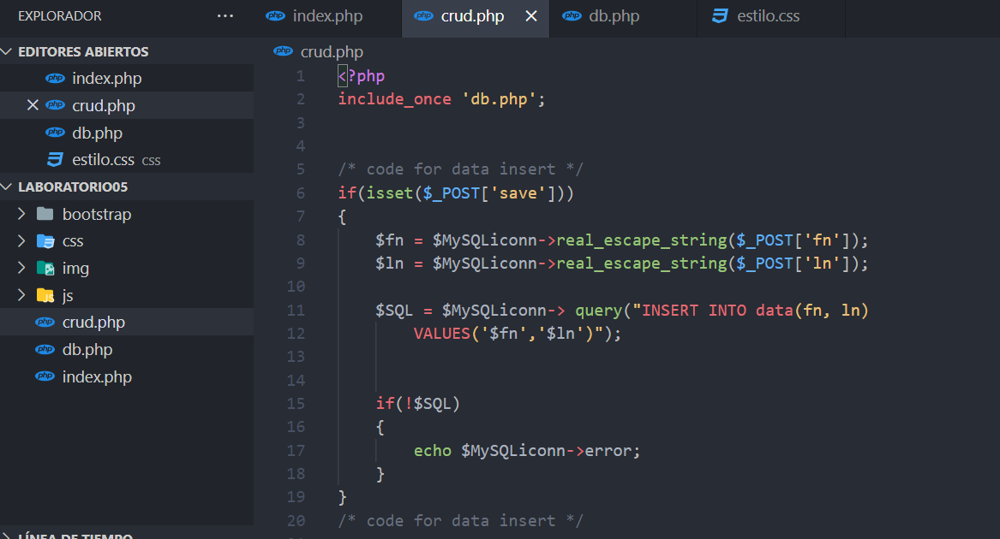 EXPLORADOR ···
index.php crud.php × db.php estilo.css
EDITORES ABIERTOS
index.php
× crud.php
db.php
estilo.css css
LABORATORIO05
bootstrap
css
img
js
crud.php
db.php
index.php
LÍNEA DE TIEMPO
crud.php
1 <?php
2 include_once 'db.php';
3
4
5 /* code for data insert */
6 if(isset($_POST['save']))
7 {
8 $fn = $MySQLiconn->real_escape_string($_POST['fn']);
9 $ln = $MySQLiconn->real_escape_string($_POST['ln']);
10
11 $SQL = $MySQLiconn-> query("INSERT INTO data(fn, ln)
12 VALUES('$fn','$ln')");
13
14
15 if(!$SQL)
16 {
17 echo $MySQLiconn->error;
18 }
19 }
20 /* code for data insert */